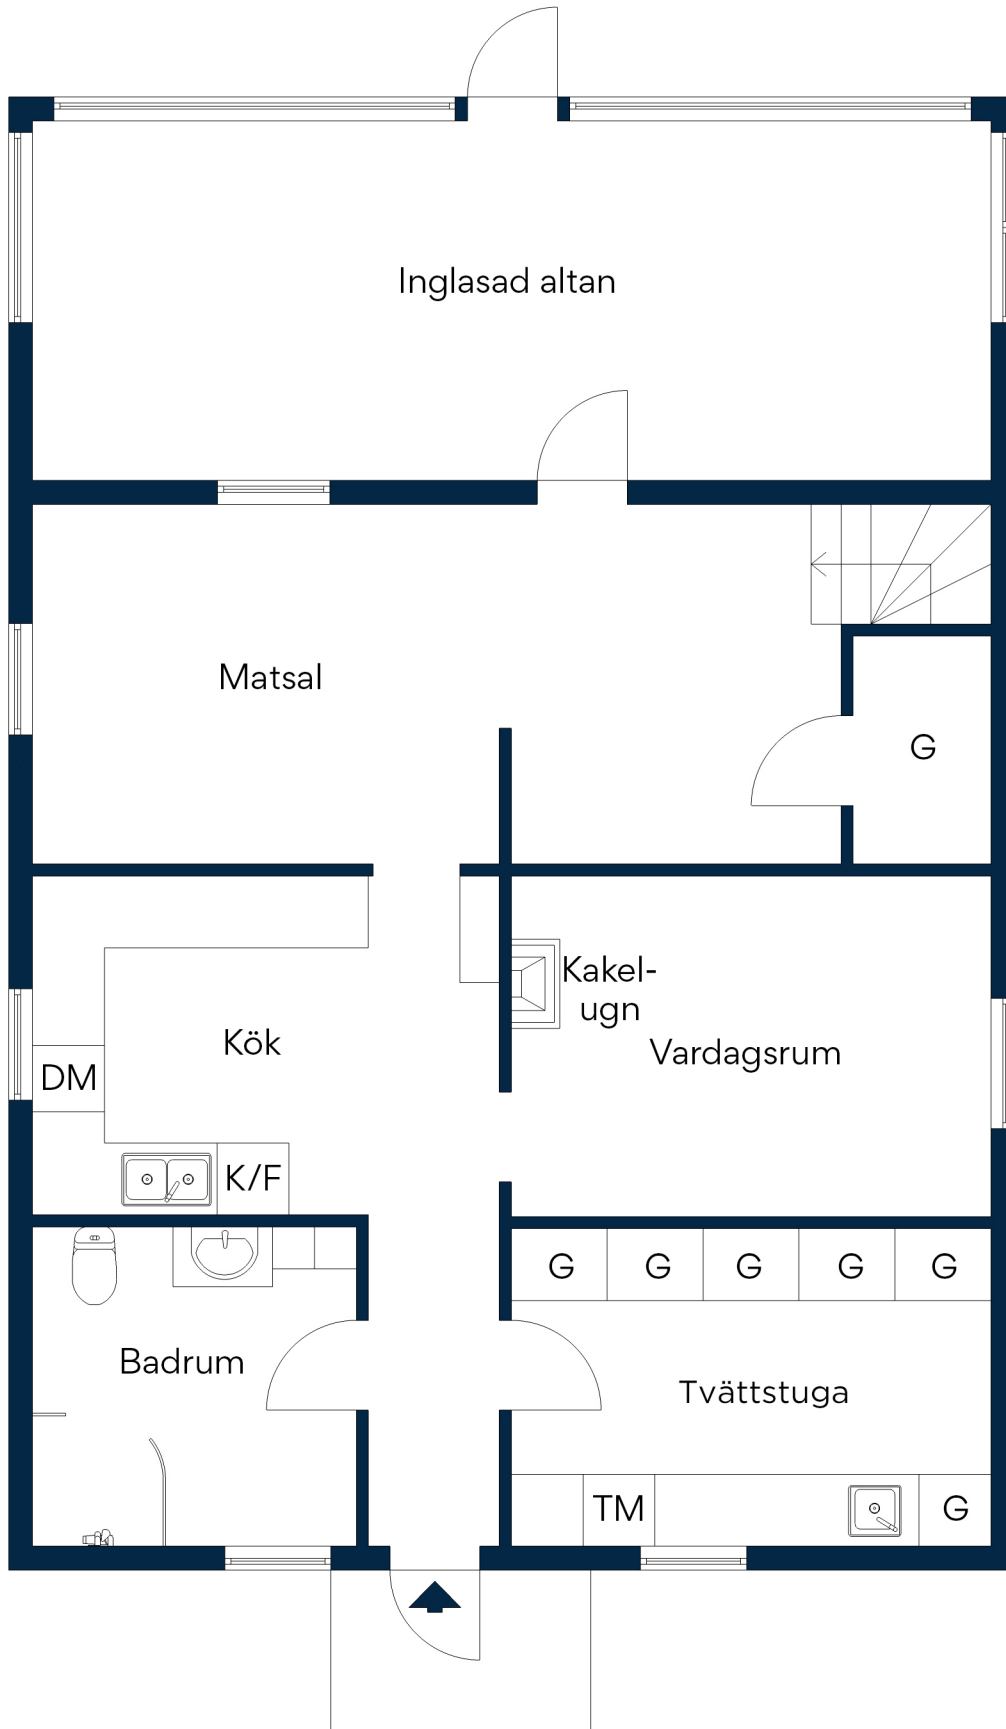 Inglasad altan
Matsal
G
Kakel-
ugn
Vardagsrum
Kök
DM
K/F
G G G G G
Badrum
Tvättstuga
TM
G